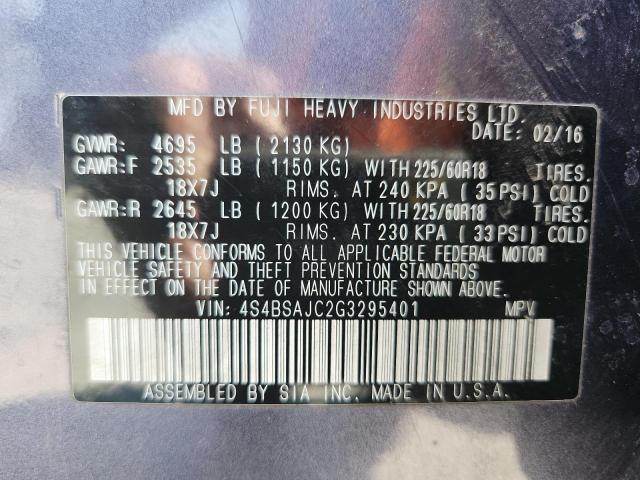 MFD BY FUJI HEAVY INDUSTRIES LTD.
DATE: 02/16
GVWR: 4695 LB ( 2130 KG)
GAWR:F 2535 LB ( 1150 KG) WITH 225/60R18 TIRES.
18X7J RIMS. AT 240 KPA ( 35 PSI) COLD
GAWR:R 2645 LB ( 1200 KG) WITH 225/60R18 TIRES.
18X7J RIMS. AT 230 KPA ( 33 PSI) COLD
THIS VEHICLE CONFORMS TO ALL APPLICABLE FEDERAL MOTOR
VEHICLE SAFETY AND THEFT PREVENTION STANDARDS
IN EFFECT ON THE DATE OF MANUFACTURE SHOWN ABOVE.
VIN: 4S4BSAJC2G3295401 MPV
ASSEMBLED BY SIA INC. MADE IN U.S.A.